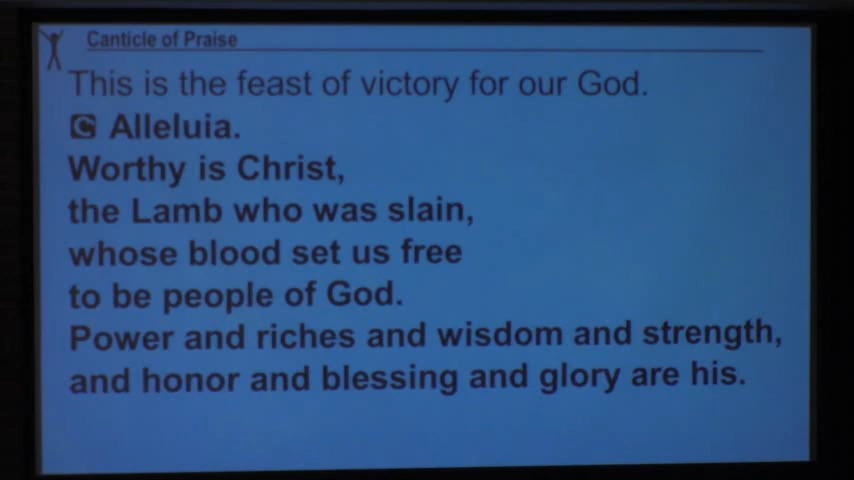 Canticle of Praise
This is the feast of victory for our God.
C Alleluia.
Worthy is Christ,
the Lamb who was slain,
whose blood set us free
to be people of God.
Power and riches and wisdom and strength,
and honor and blessing and glory are his.